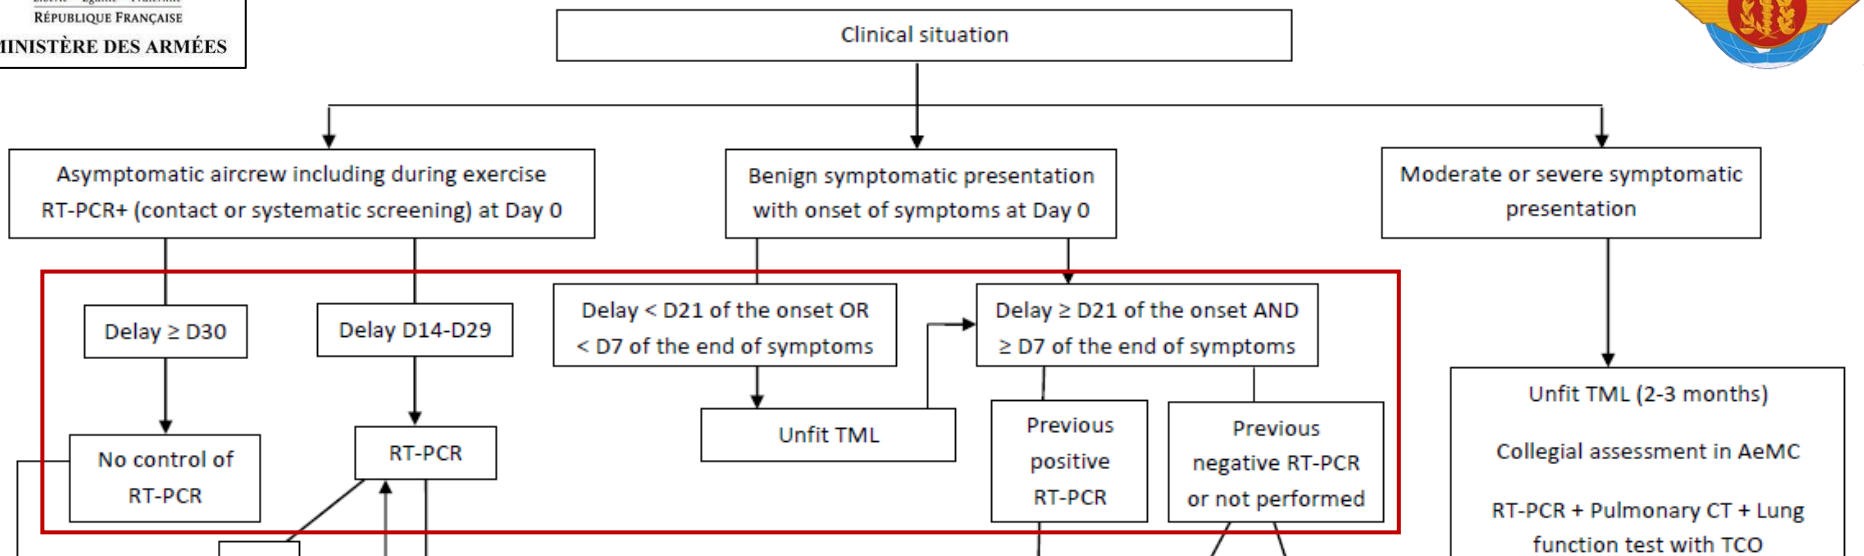 RÉPUBLIQUE FRANÇAISE
MINISTÈRE DES ARMÉES
Clinical situation
Asymptomatic aircrew including during exercise
RT-PCR+ (contact or systematic screening) at Day 0
Benign symptomatic presentation
with onset of symptoms at Day 0
Moderate or severe symptomatic
presentation
Delay ≥ D30
Delay D14-D29
Delay < D21 of the onset OR
< D7 of the end of symptoms
Delay ≥ D21 of the onset AND
≥ D7 of the end of symptoms
No control of
RT-PCR
RT-PCR
Unfit TML
Previous
positive
RT-PCR
Previous
negative RT-PCR
or not performed
Unfit TML (2-3 months)
Collegial assessment in AeMC
RT-PCR + Pulmonary CT + Lung
function test with TCO